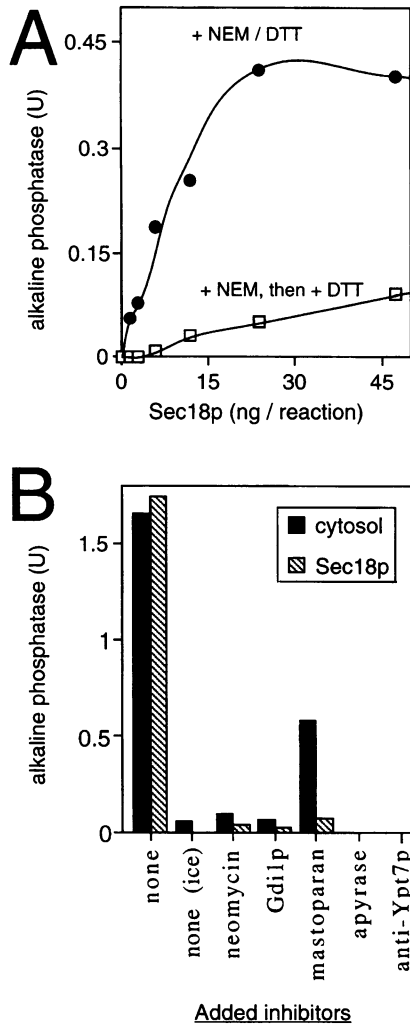 A
+ NEM / DTT
0.45
0.3
0.15
0
alkaline phosphatase (U)
+ NEM, then + DTT
0 15 30 45
Sec18p (ng / reaction)
B
cytosol
Sec18p
1.5
1
0.5
0
alkaline phosphatase (U)
none
none (ice)
neomycin
Gdi1p
mastoparan
apyrase
anti-Ypt7p
Added inhibitors